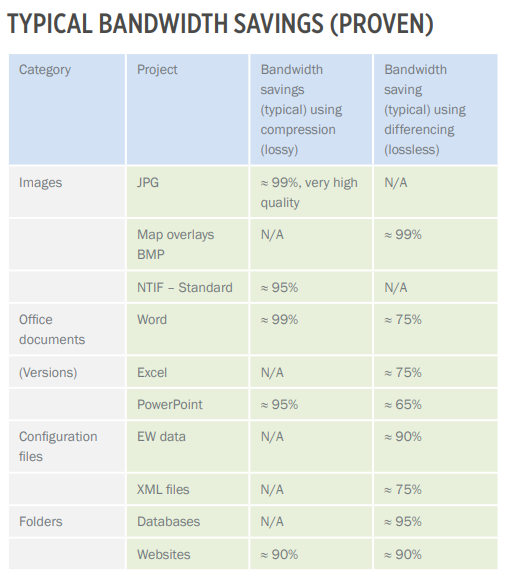 TYPICAL BANDWIDTH SAVINGS (PROVEN)
Category
Project
Bandwidth
savings
(typical) using
compression
(lossy)
Bandwidth
saving
(typical) using
differencing
(lossless)
Images
JPG
≈ 99%, very high
quality
N/A
Map overlays
BMP
N/A
≈ 99%
NTIF – Standard
≈ 95%
N/A
Office
documents
Word
≈ 99%
≈ 75%
(Versions)
Excel
N/A
≈ 75%
PowerPoint
≈ 95%
≈ 65%
Configuration
files
EW data
N/A
≈ 90%
XML files
N/A
≈ 75%
Folders
Databases
N/A
≈ 95%
Websites
≈ 90%
≈ 90%